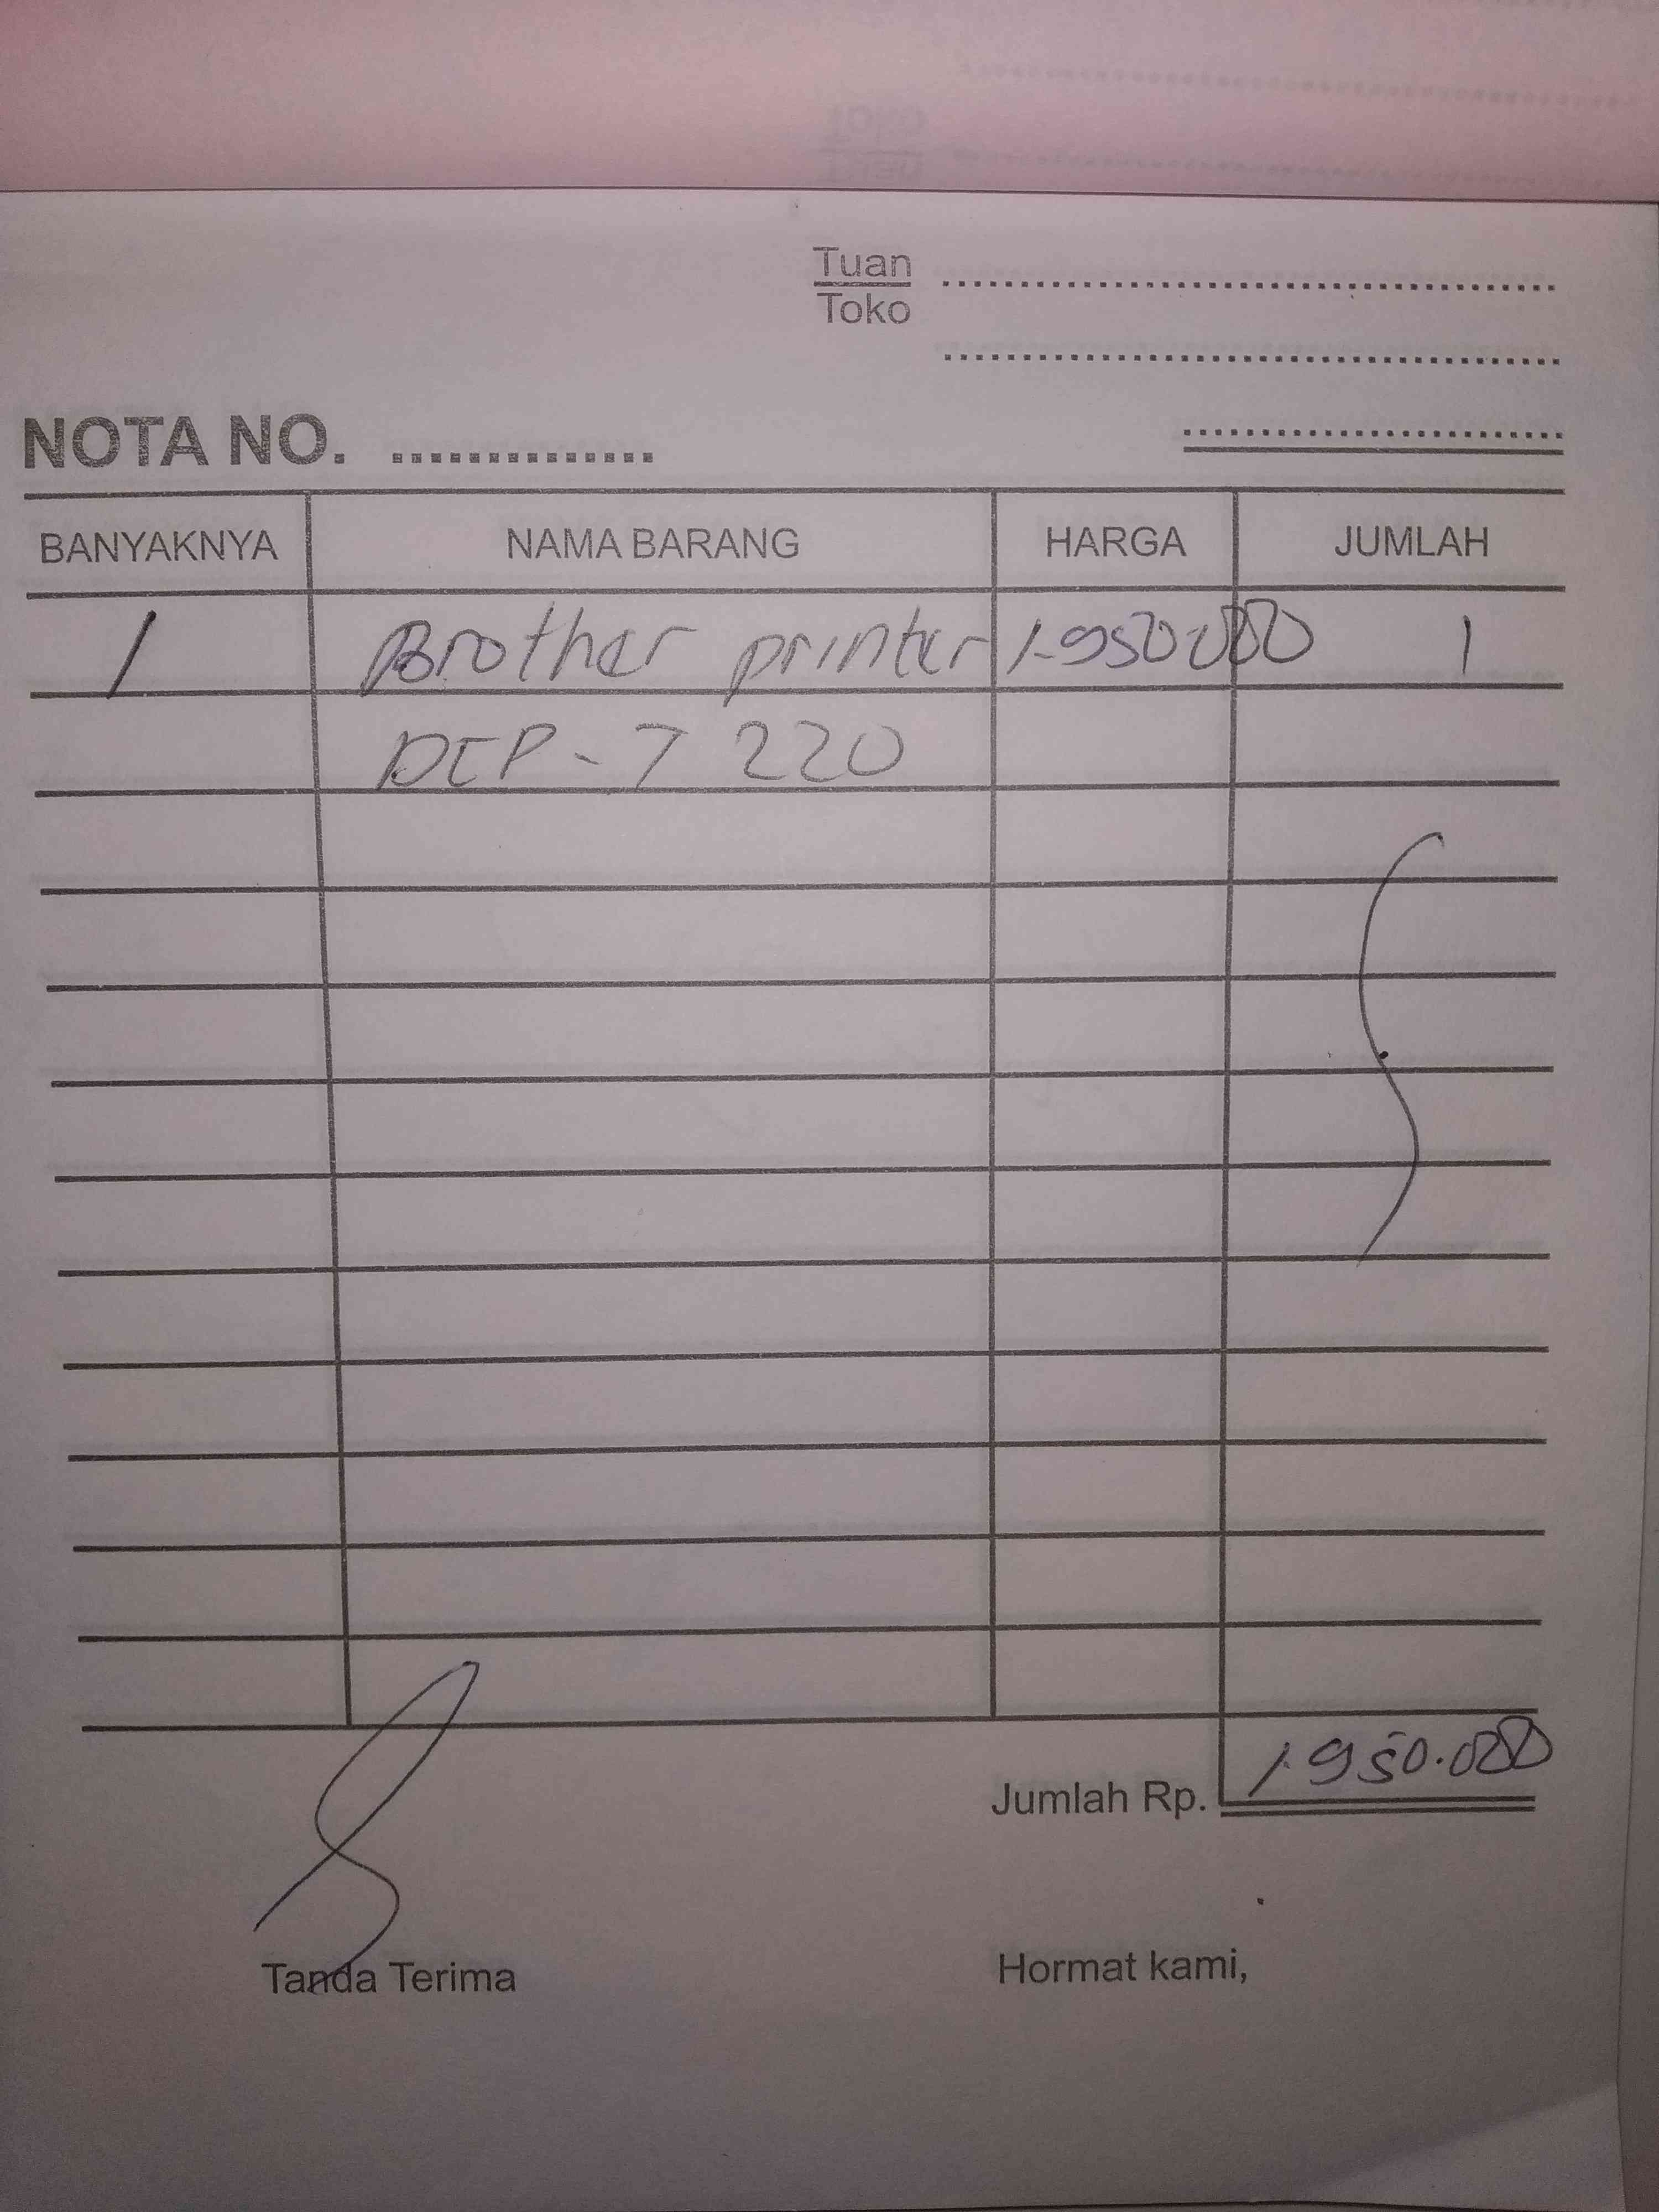 Tuan
Toko
NOTA NO. ..............
BANYAKNYA NAMA BARANG HARGA JUMLAH
1 Brother printer 1.950.000 1
DCP-T 220
Jumlah Rp. 1.950.000
Tanda Terima Hormat kami,